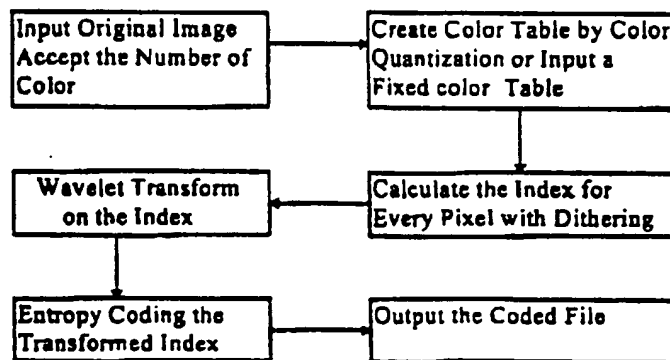 Input Original Image
Accept the Number of
Color
Create Color Table by Color
Quantization or Input a
Fixed color Table
Calculate the Index for
Every Pixel with Dithering
Wavelet Transform
on the Index
Entropy Coding the
Transformed Index
Output the Coded File